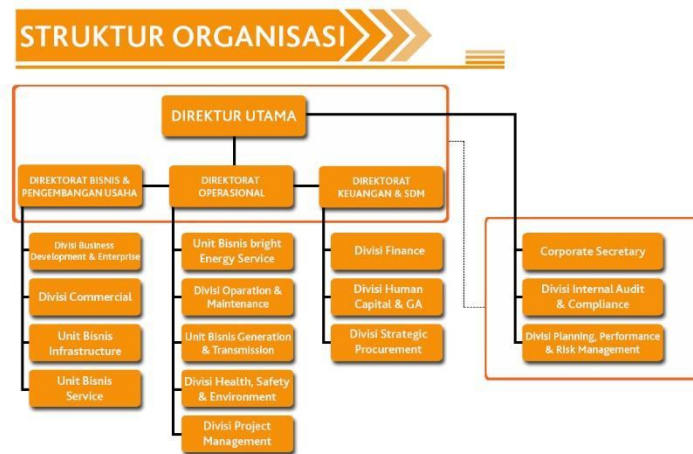 STRUKTUR ORGANISASI
DIREKTUR UTAMA
DIREKTORAT BISNIS &
PENGEMBANGAN USAHA
DIREKTORAT
OPERASIONAL
DIREKTORAT
KEUANGAN & SDM
Divisi Business
Development & Enterprise
Divisi Commercial
Unit Bisnis
Infrastructure
Unit Bisnis
Service
Unit Bisnis bright
Energy Service
Divisi Oparation &
Maintenance
Unit Bisnis Generation
& Transmission
Divisi Health, Safety
& Environment
Divisi Project
Management
Divisi Finance
Divisi Human
Capital & GA
Divisi Strategic
Procurement
Corporate Secretary
Divisi Internal Audit
& Compliance
Divisi Planning, Performance
& Risk Management